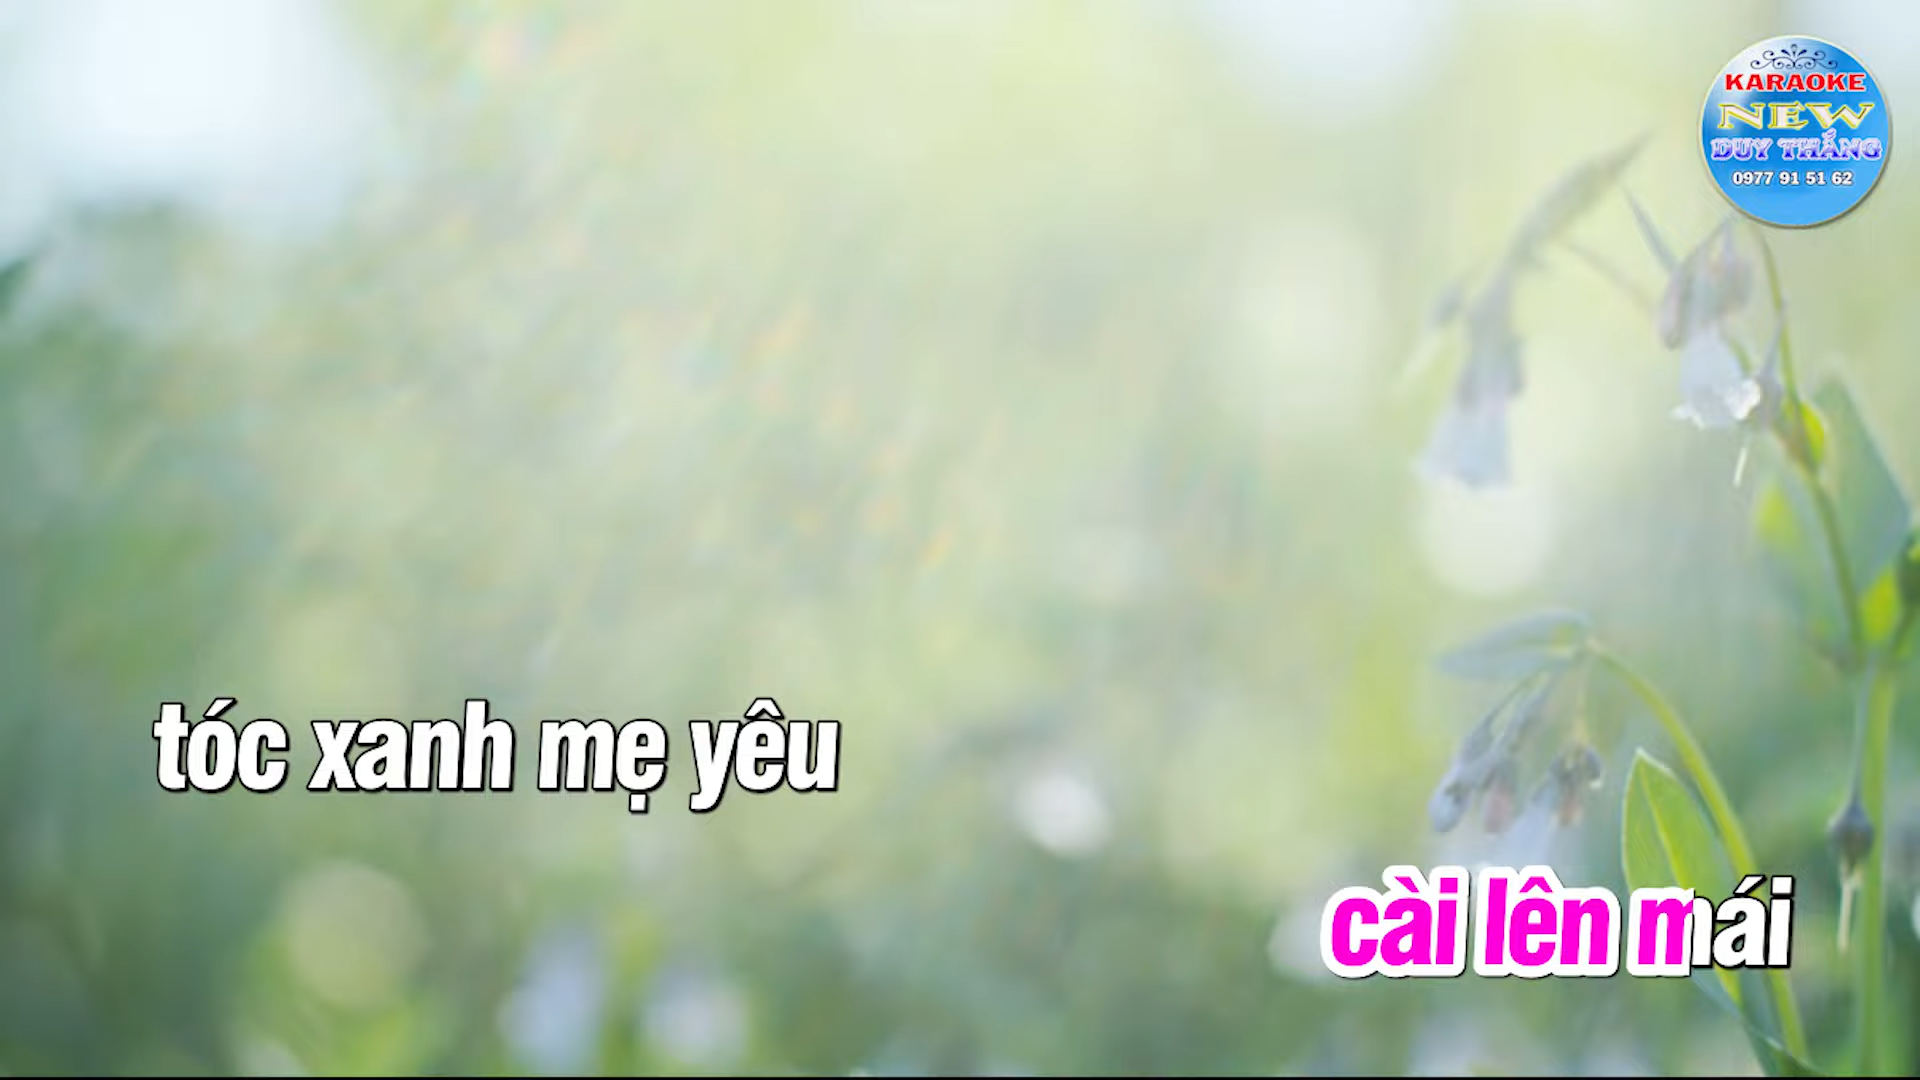 KARAOKE
NEW
DUY THẮNG
0977 91 51 62
tóc xanh mẹ yêu
cài lên mái